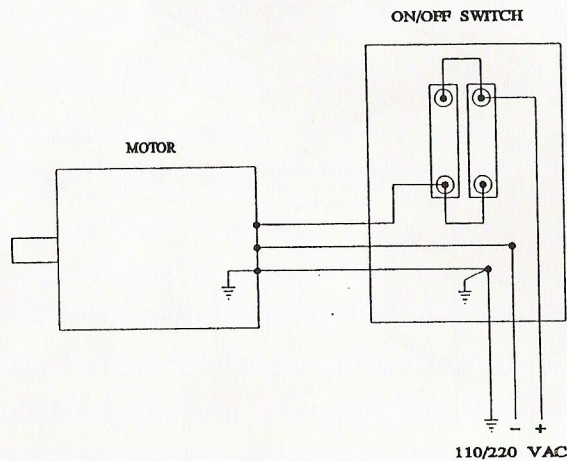 ON/OFF SWITCH
MOTOR
- +
110/220 VAC